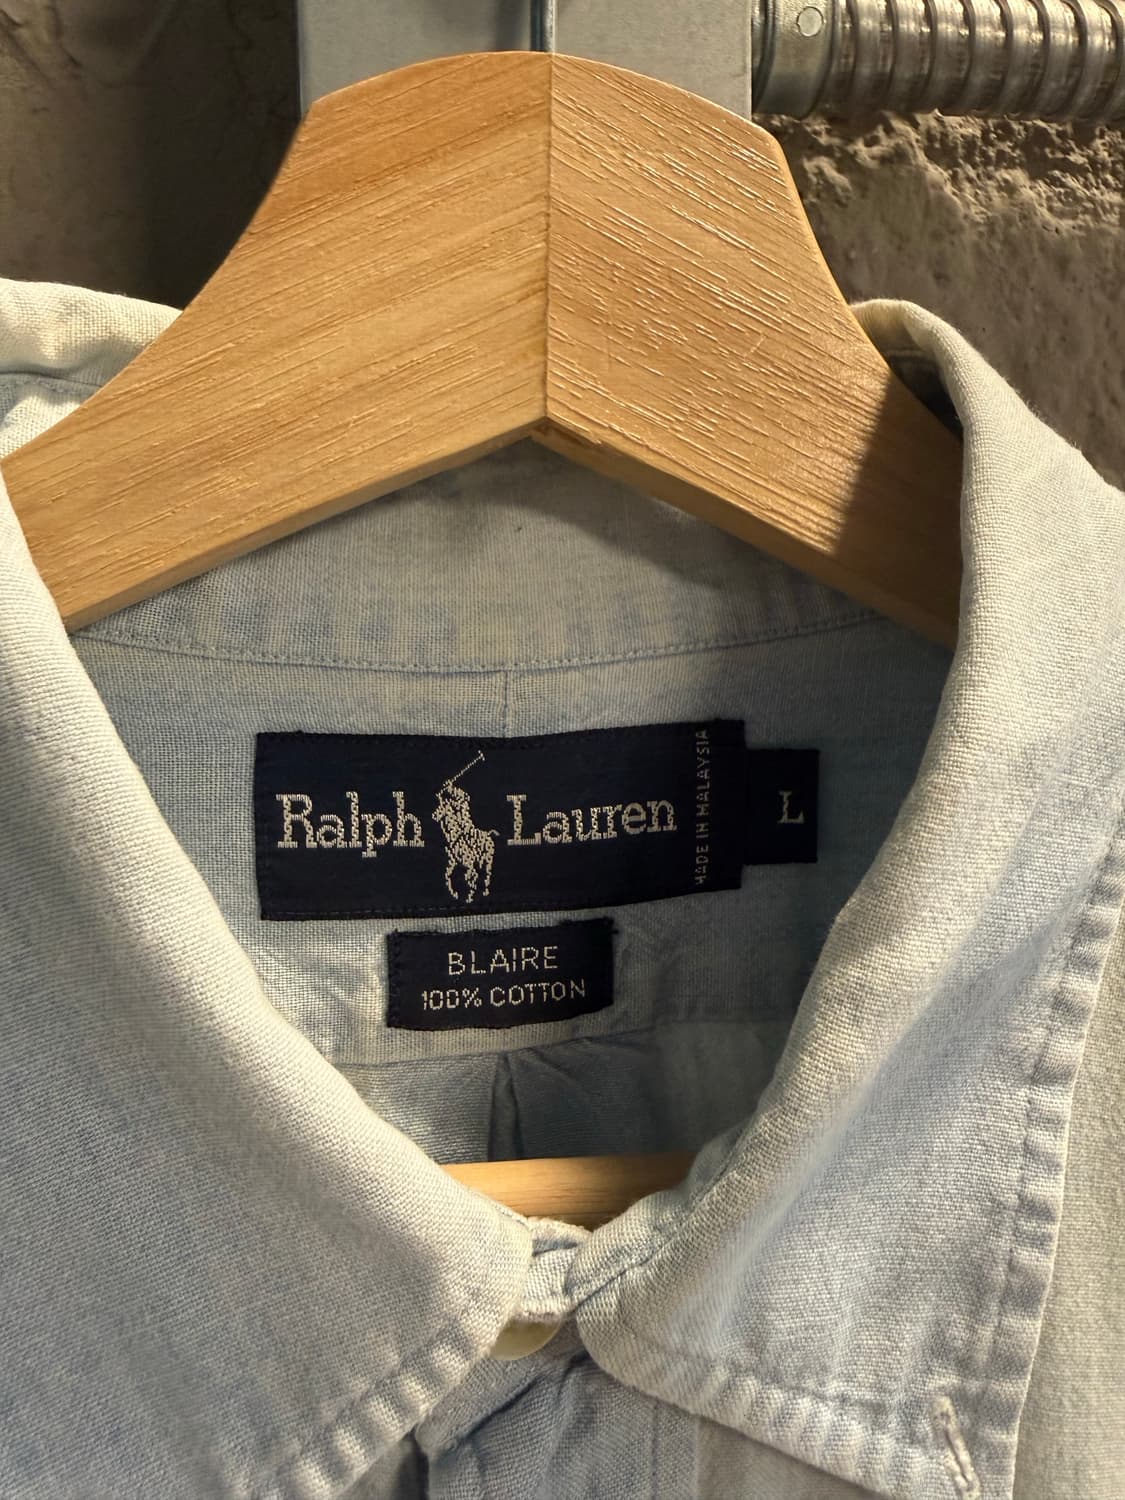 Ralph Lauren
MADE IN MALAYSIA
L
BLAIRE
100% COTTON